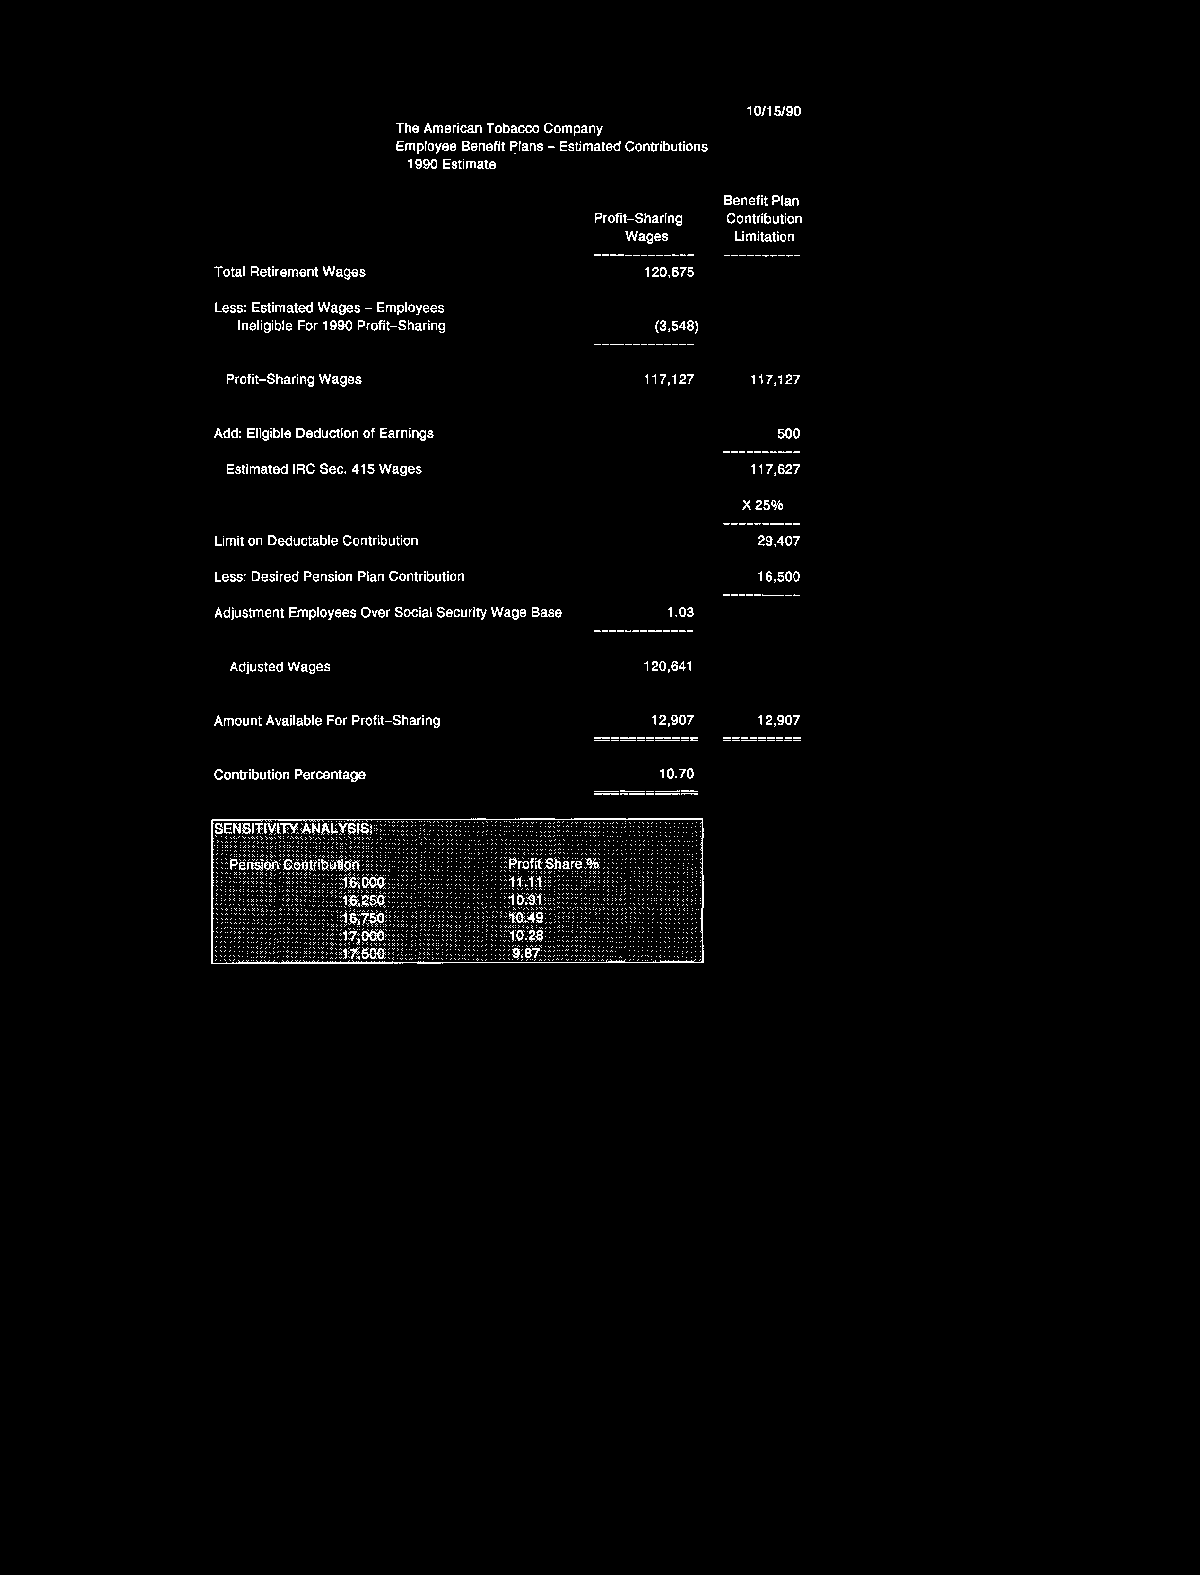 10/15/90
The American Tobacco Company
Employee Benefit Plans – Estimated Contributions
1990 Estimate
Benefit Plan
Profit–Sharing Contribution
Wages Limitation
Total Retirement Wages 120,675
Less: Estimated Wages – Employees
Ineligible For 1990 Profit–Sharing (3,548)
Profit–Sharing Wages 117,127 117,127
Add: Eligible Deduction of Earnings 500
Estimated IRC Sec. 415 Wages 117,627
X 25%
Limit on Deductable Contribution 29,407
Less: Desired Pension Plan Contribution 16,500
Adjustment Employees Over Social Security Wage Base 1.03
Adjusted Wages 120,641
Amount Available For Profit–Sharing 12,907 12,907
Contribution Percentage 10.70
SENSITIVITY ANALYSIS:
Pension Contribution Profit Share %
16,000 11.11
16,250 10.91
16,750 10.49
17,000 10.28
17,500 9.87